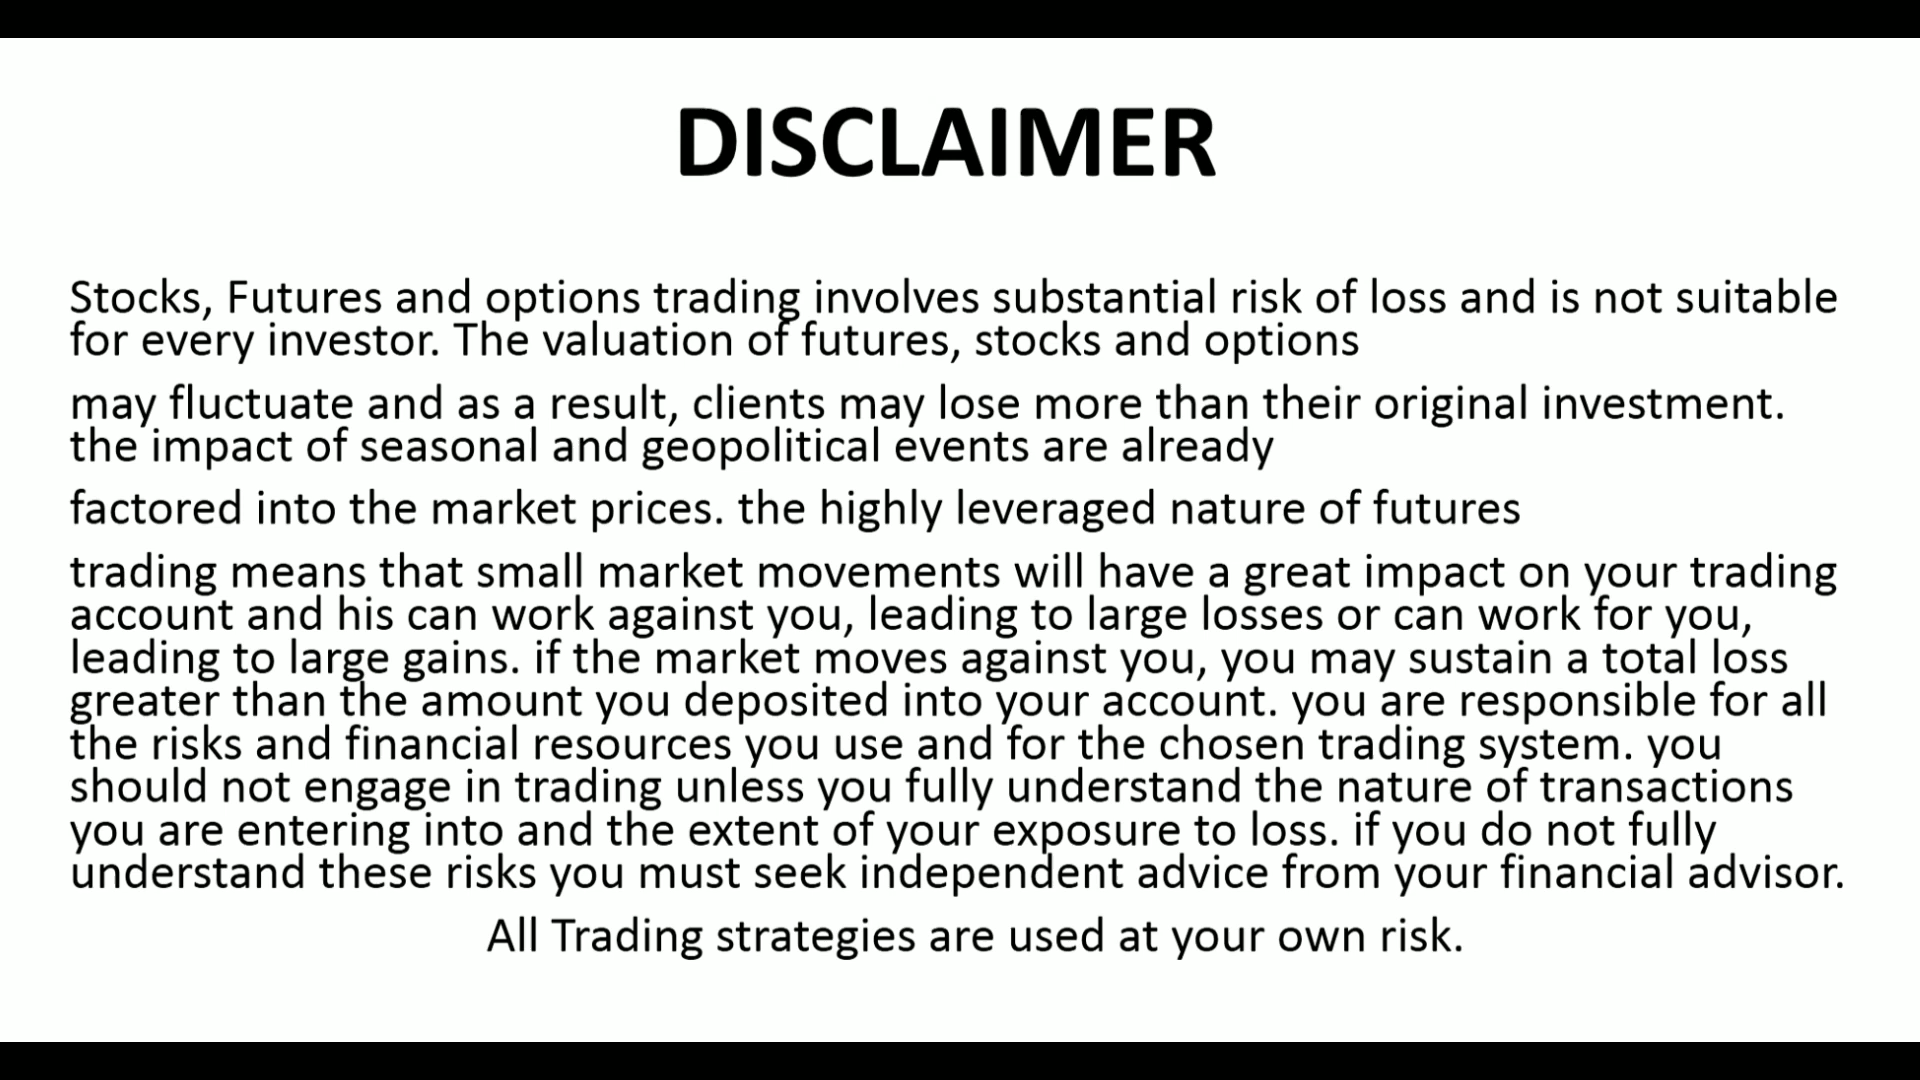 DISCLAIMER
Stocks, Futures and options trading involves substantial risk of loss and is not suitable
for every investor. The valuation of futures, stocks and options
may fluctuate and as a result, clients may lose more than their original investment.
the impact of seasonal and geopolitical events are already
factored into the market prices. the highly leveraged nature of futures
trading means that small market movements will have a great impact on your trading
account and his can work against you, leading to large losses or can work for you,
leading to large gains. if the market moves against you, you may sustain a total loss
greater than the amount you deposited into your account. you are responsible for all
the risks and financial resources you use and for the chosen trading system. you
should not engage in trading unless you fully understand the nature of transactions
you are entering into and the extent of your exposure to loss. if you do not fully
understand these risks you must seek independent advice from your financial advisor.
All Trading strategies are used at your own risk.